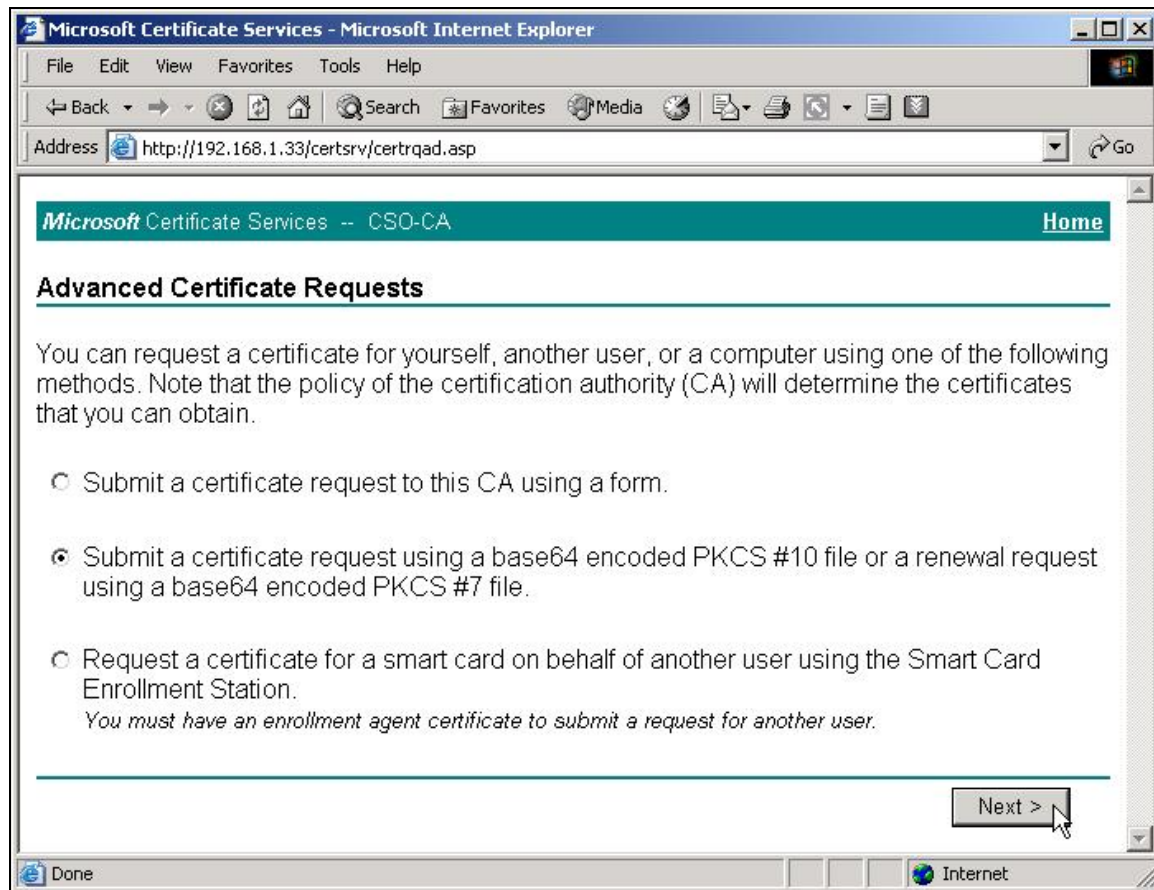 Microsoft Certificate Services - Microsoft Internet Explorer
File Edit View Favorites Tools Help
Back Search Favorites Media
Address http://192.168.1.33/certsrv/certrqad.asp Go
Microsoft Certificate Services -- CSO-CA Home
Advanced Certificate Requests
You can request a certificate for yourself, another user, or a computer using one of the following
methods. Note that the policy of the certification authority (CA) will determine the certificates
that you can obtain.
Submit a certificate request to this CA using a form.
Submit a certificate request using a base64 encoded PKCS #10 file or a renewal request
using a base64 encoded PKCS #7 file.
Request a certificate for a smart card on behalf of another user using the Smart Card
Enrollment Station.
You must have an enrollment agent certificate to submit a request for another user.
Next >
Done Internet